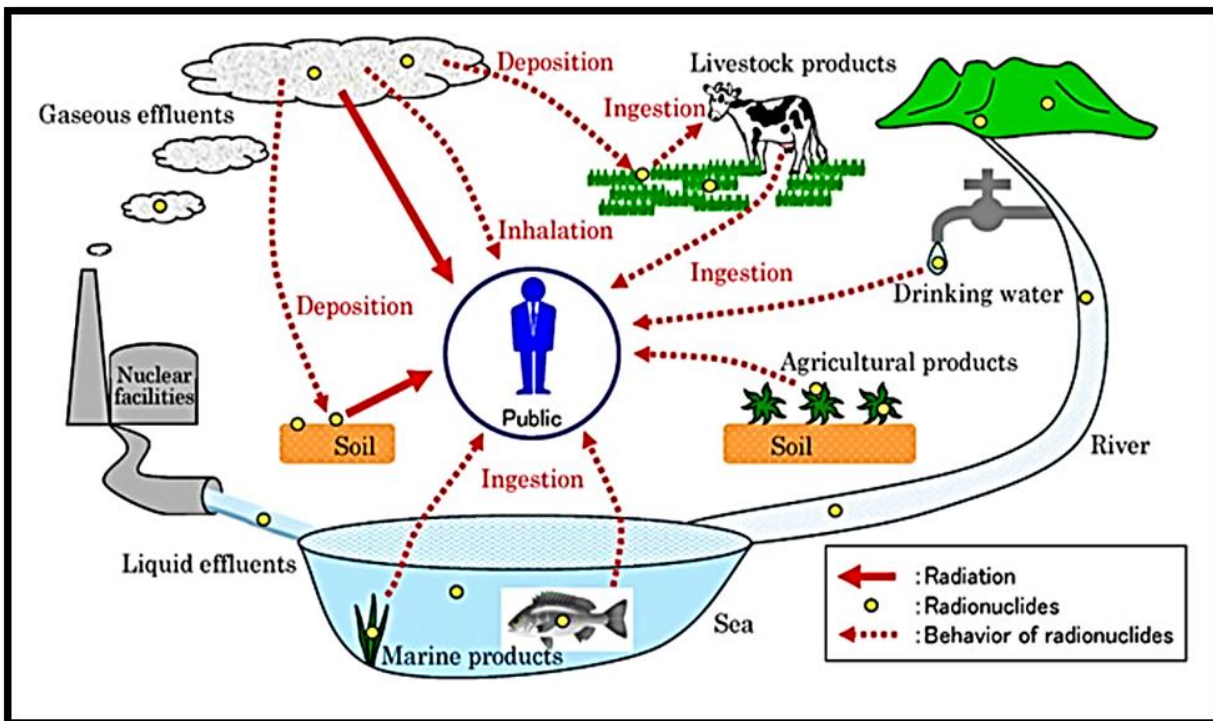 Deposition
Livestock products
Ingestion
Gaseous effluents
Inhalation
Ingestion
Drinking water
Deposition
Agricultural products
Nuclear
facilities
Public
Soil
Soil
River
Ingestion
Liquid effluents
Sea
Marine products
:Radiation
:Radionuclides
:Behavior of radionuclides